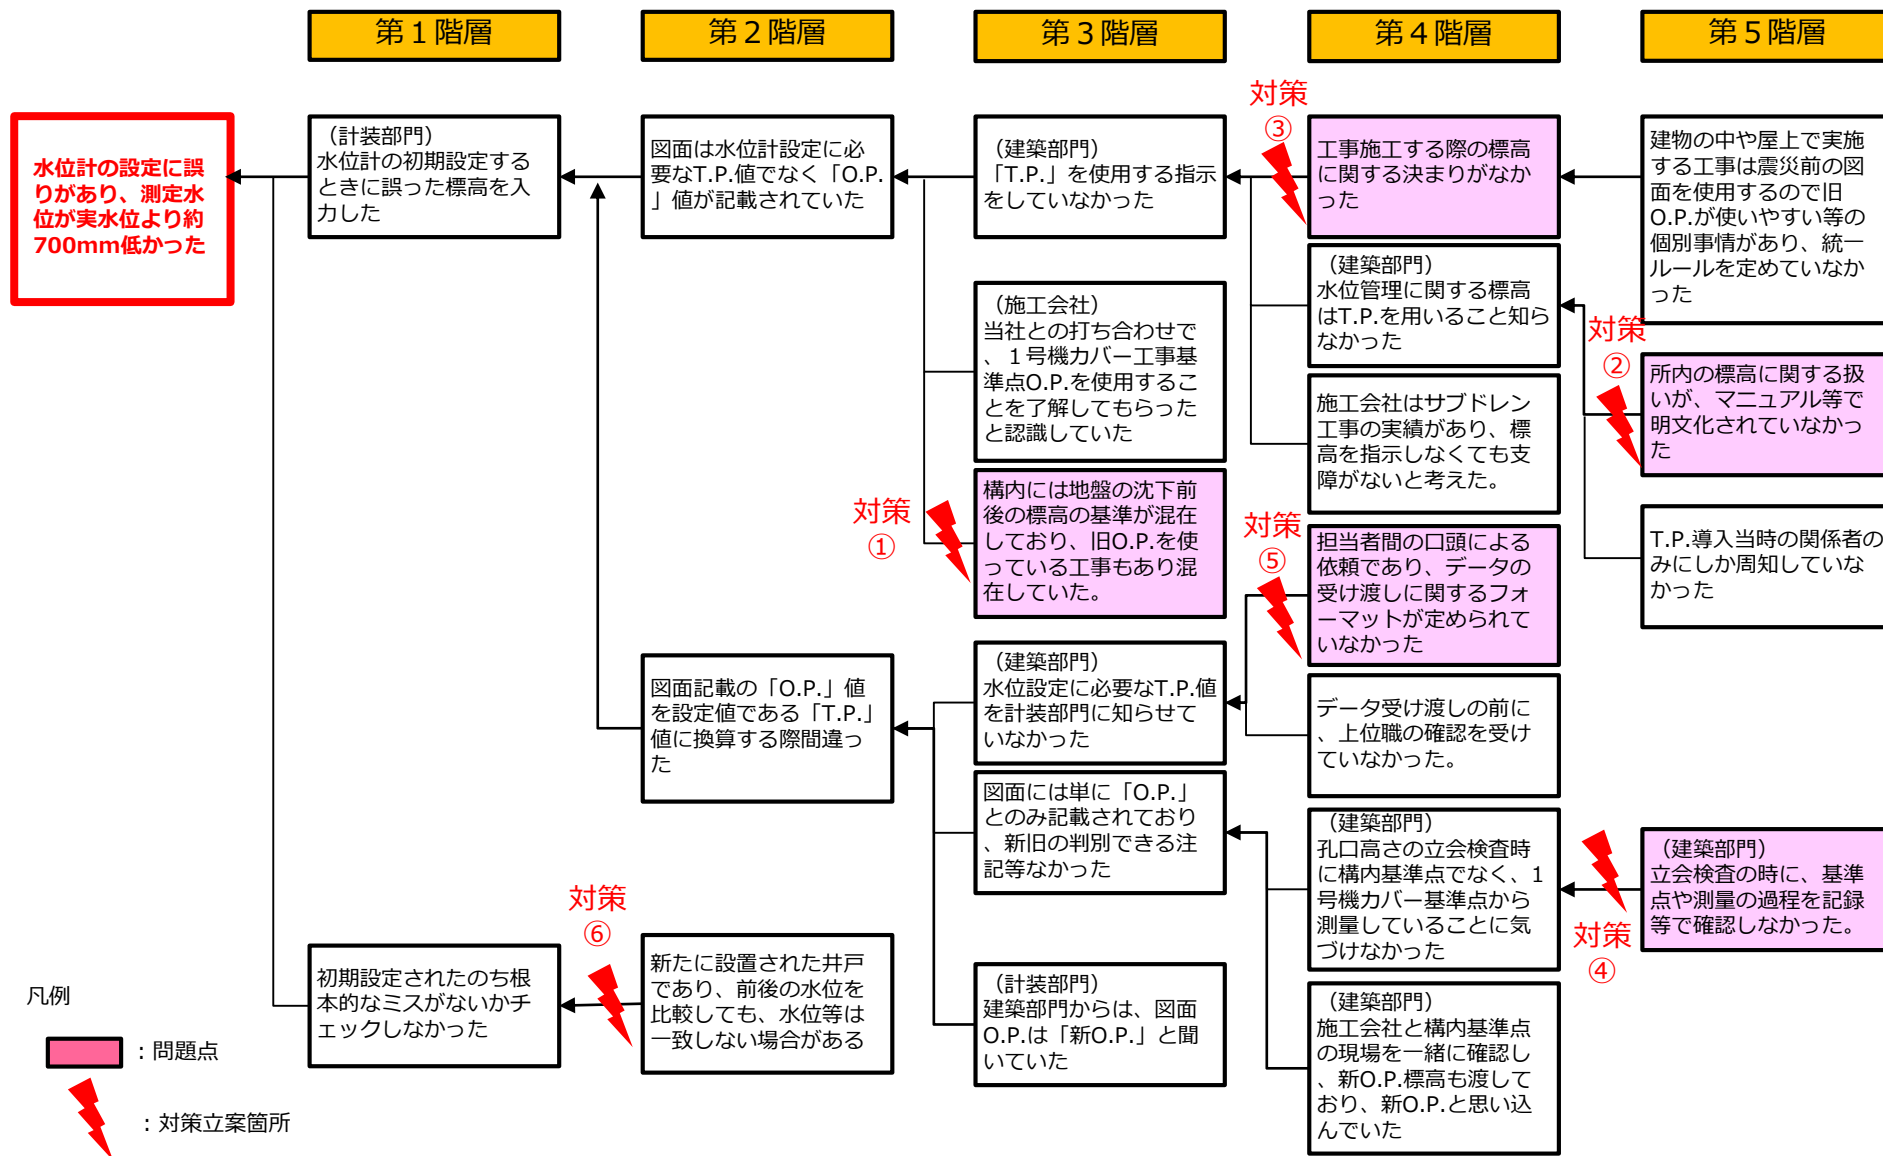 第１階層
第２階層
第３階層
第４階層
第５階層
水位計の設定に誤
りがあり、測定水
位が実水位より約
700mm低かった
（計装部門）
水位計の初期設定する
ときに誤った標高を入
力した
初期設定されたのち根
本的なミスがないかチ
ェックしなかった
図面は水位計設定に必
要なT.P.値でなく「O.P.
」値が記載されていた
図面記載の「O.P.」値
を設定値である「T.P.」
値に換算する際間違っ
た
対策
⑥
新たに設置された井戸
であり、前後の水位を
比較しても、水位等は
一致しない場合がある
（建築部門）
「T.P.」を使用する指示
をしていなかった
（施工会社）
当社との打ち合わせで
、１号機カバー工事基
準点O.P.を使用するこ
とを了解してもらった
と認識していた
対策
①
構内には地盤の沈下前
後の標高の基準が混在
しており、旧O.P.を使
っている工事もあり混
在していた。
（建築部門）
水位設定に必要なT.P.値
を計装部門に知らせて
いなかった
図面には単に「O.P.」
とのみ記載されており
、新旧の判別できる注
記等なかった
（計装部門）
建築部門からは、図面
O.P.は「新O.P.」と聞
いていた
対策
③
工事施工する際の標高
に関する決まりがなか
った
（建築部門）
水位管理に関する標高
はT.P.を用いること知ら
なかった
施工会社はサブドレン
工事の実績があり、標
高を指示しなくても支
障がないと考えた。
対策
⑤
担当者間の口頭による
依頼であり、データの
受け渡しに関するフォ
ーマットが定められて
いなかった
データ受け渡しの前に
、上位職の確認を受け
ていなかった。
（建築部門）
孔口高さの立会検査時
に構内基準点でなく、1
号機カバー基準点から
測量していることに気
づけなかった
（建築部門）
施工会社と構内基準点
の現場を一緒に確認し
、新O.P.標高も渡して
おり、新O.P.と思い込
んでいた
建物の中や屋上で実施
する工事は震災前の図
面を使用するので旧
O.P.が使いやすい等の
個別事情があり、統一
ルールを定めていなか
った
対策
②
所内の標高に関する扱
いが、マニュアル等で
明文化されていなかっ
た
T.P.導入当時の関係者の
みにしか周知していな
かった
対策
④
（建築部門）
立会検査の時に、基準
点や測量の過程を記録
等で確認しなかった。
凡例
：問題点
：対策立案箇所